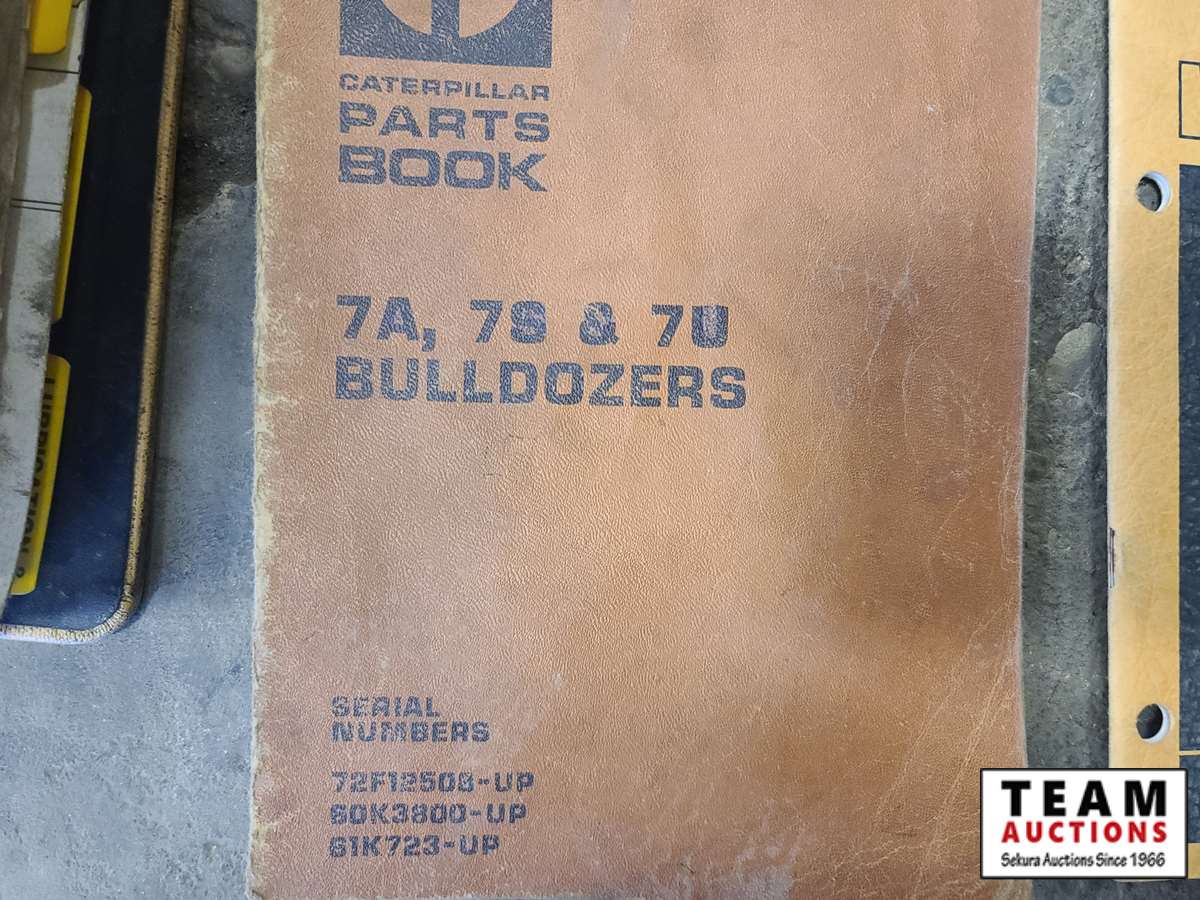 CATERPILLAR
PARTS
BOOK
7A, 7S & 7U
BULLDOZERS
SERIAL
NUMBERS
72F12508-UP
60K3800-UP
61K723-UP
LUBRICATION
TEAM
AUCTIONS
Sekura Auctions Since 1966